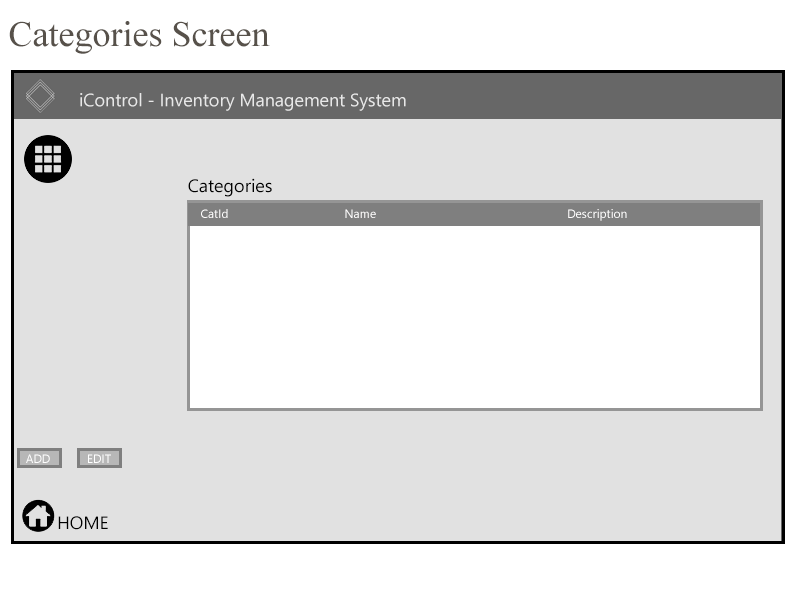 Categories Screen
iControl - Inventory Management System
Categories
CatId Name Description
ADD EDIT
HOME